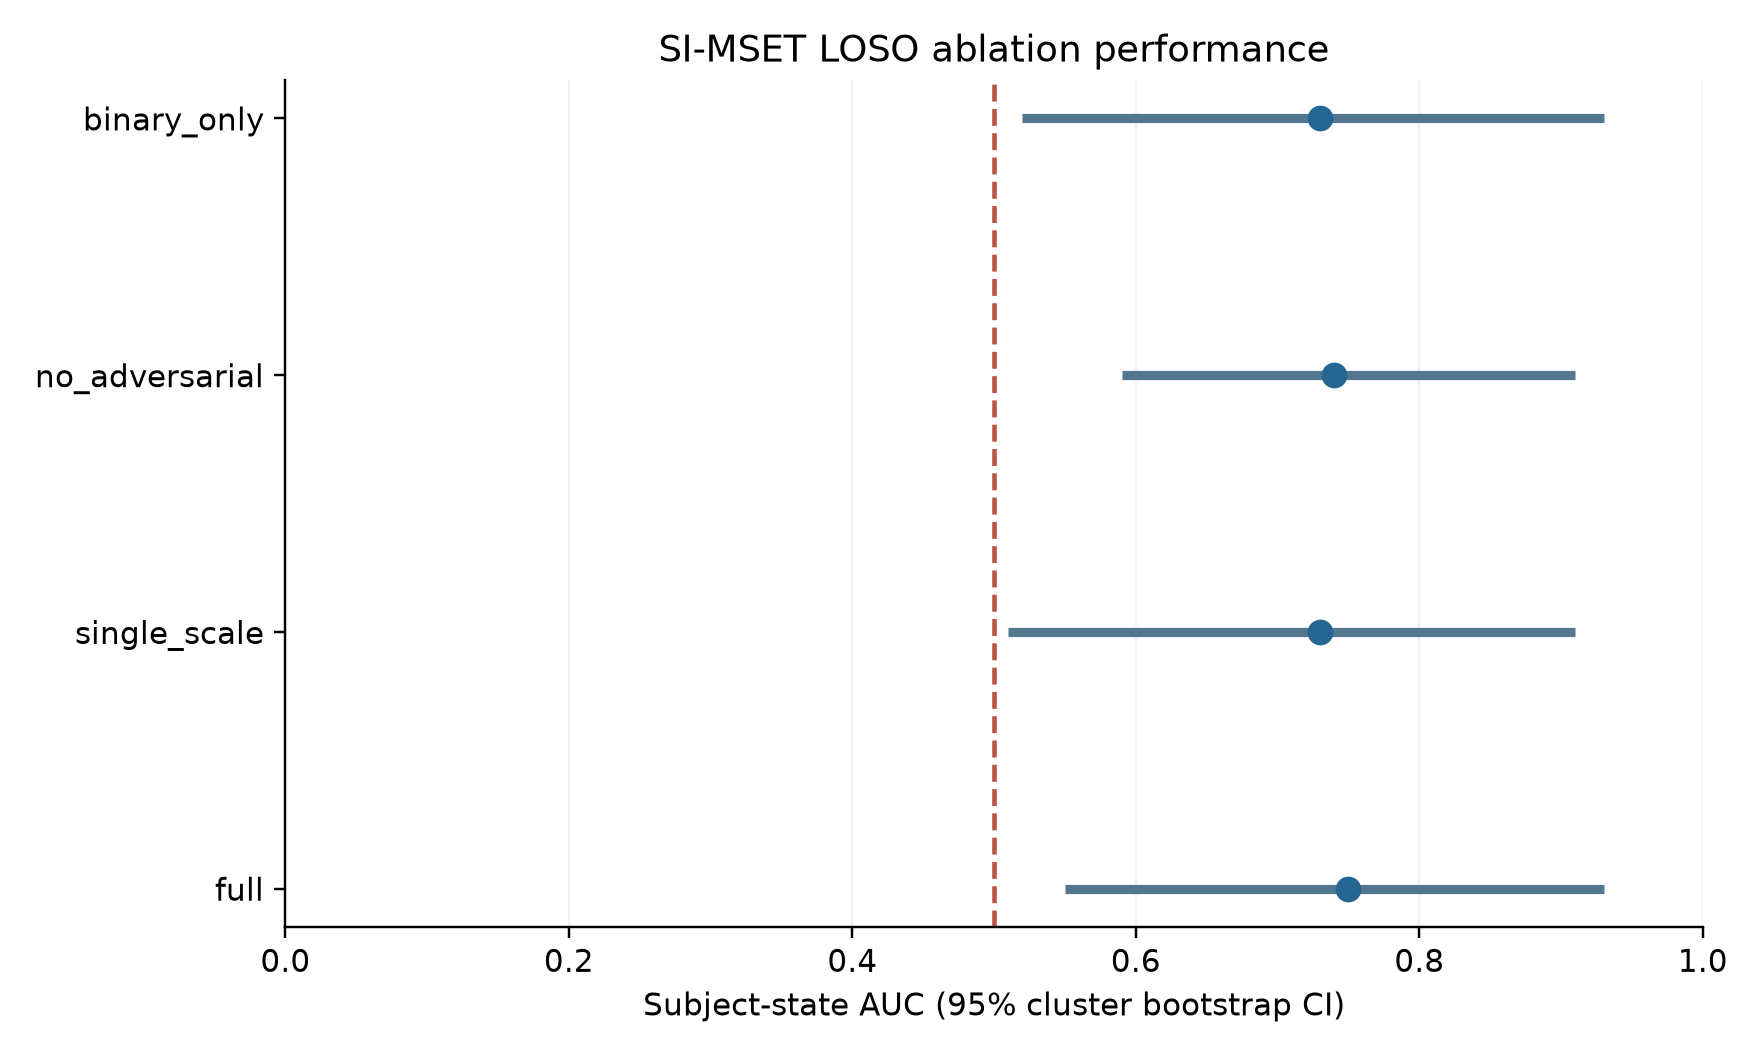 SI-MSET LOSO ablation performance
binary_only
no_adversarial
single_scale
full
0.0 0.2 0.4 0.6 0.8 1.0
Subject-state AUC (95% cluster bootstrap CI)